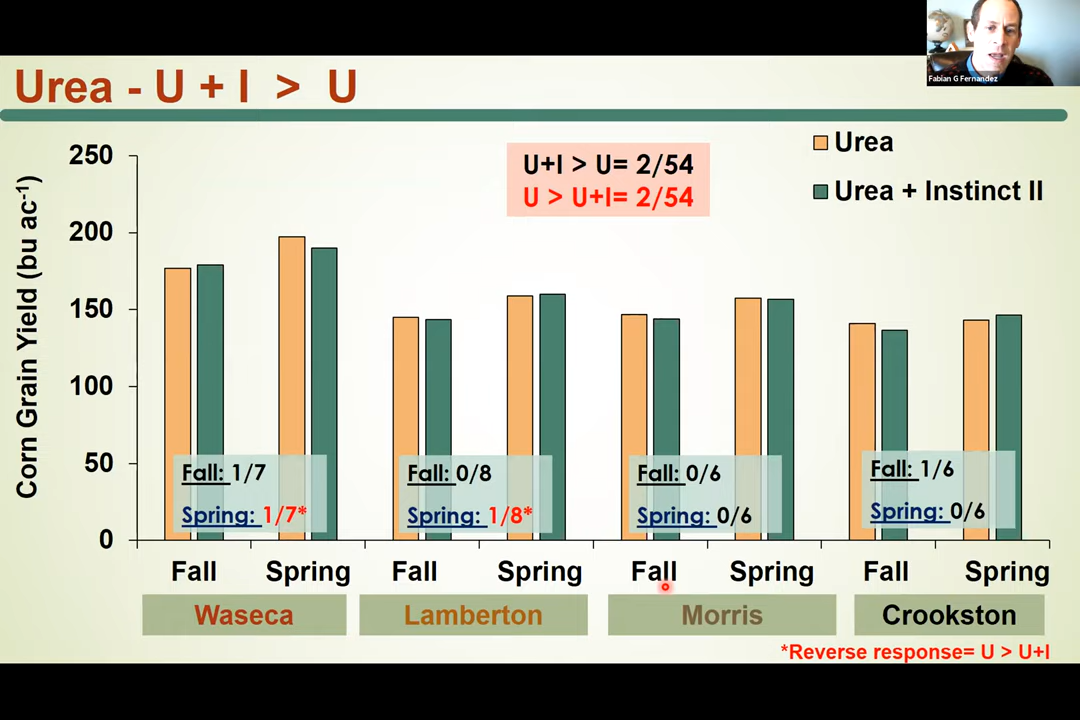 Fabian G Fernandez
Urea - U + I > U
Urea
Urea + Instinct II
U+I > U= 2/54
U > U+I= 2/54
Corn Grain Yield (bu ac⁻¹)
250
200
150
100
50
0
Fall: 1/7
Spring: 1/7*
Fall: 0/8
Spring: 1/8*
Fall: 0/6
Spring: 0/6
Fall: 1/6
Spring: 0/6
Fall Spring Fall Spring Fall Spring Fall Spring
Waseca Lamberton Morris Crookston
*Reverse response= U > U+I